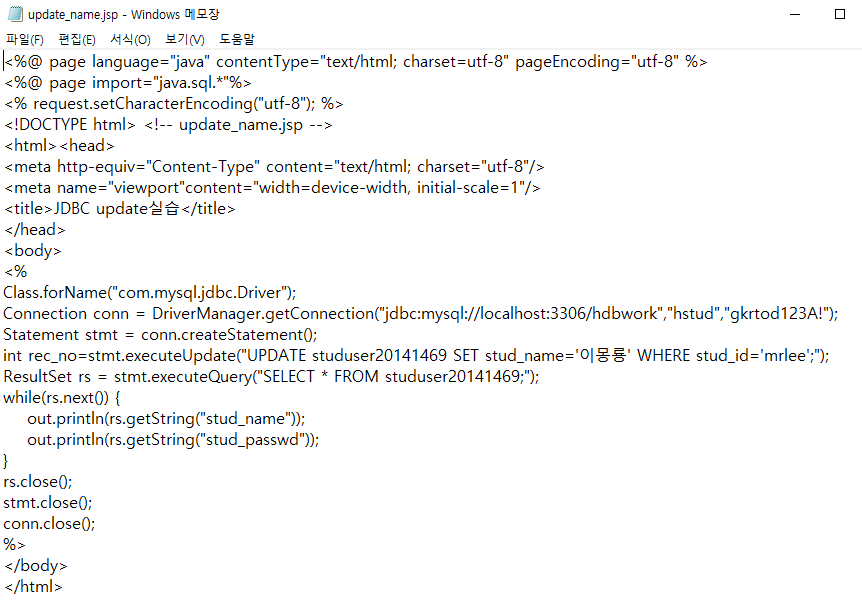 update_name.jsp - Windows 메모장
파일(F) 편집(E) 서식(O) 보기(V) 도움말
<%@ page language="java" contentType="text/html; charset=utf-8" pageEncoding="utf-8" %>
<%@ page import="java.sql.*"%>
<% request.setCharacterEncoding("utf-8"); %>
<!DOCTYPE html> <!-- update_name.jsp -->
<html><head>
<meta http-equiv="Content-Type" content="text/html; charset="utf-8"/>
<meta name="viewport"content="width=device-width, initial-scale=1"/>
<title>JDBC update실습</title>
</head>
<body>
<%
Class.forName("com.mysql.jdbc.Driver");
Connection conn = DriverManager.getConnection("jdbc:mysql://localhost:3306/hdbwork","hstud","gkrtod123A!");
Statement stmt = conn.createStatement();
int rec_no=stmt.executeUpdate("UPDATE studuser20141469 SET stud_name='이몽룡' WHERE stud_id='mrlee';");
ResultSet rs = stmt.executeQuery("SELECT * FROM studuser20141469;");
while(rs.next()) {
    out.println(rs.getString("stud_name"));
    out.println(rs.getString("stud_passwd"));
}
rs.close();
stmt.close();
conn.close();
%>
</body>
</html>